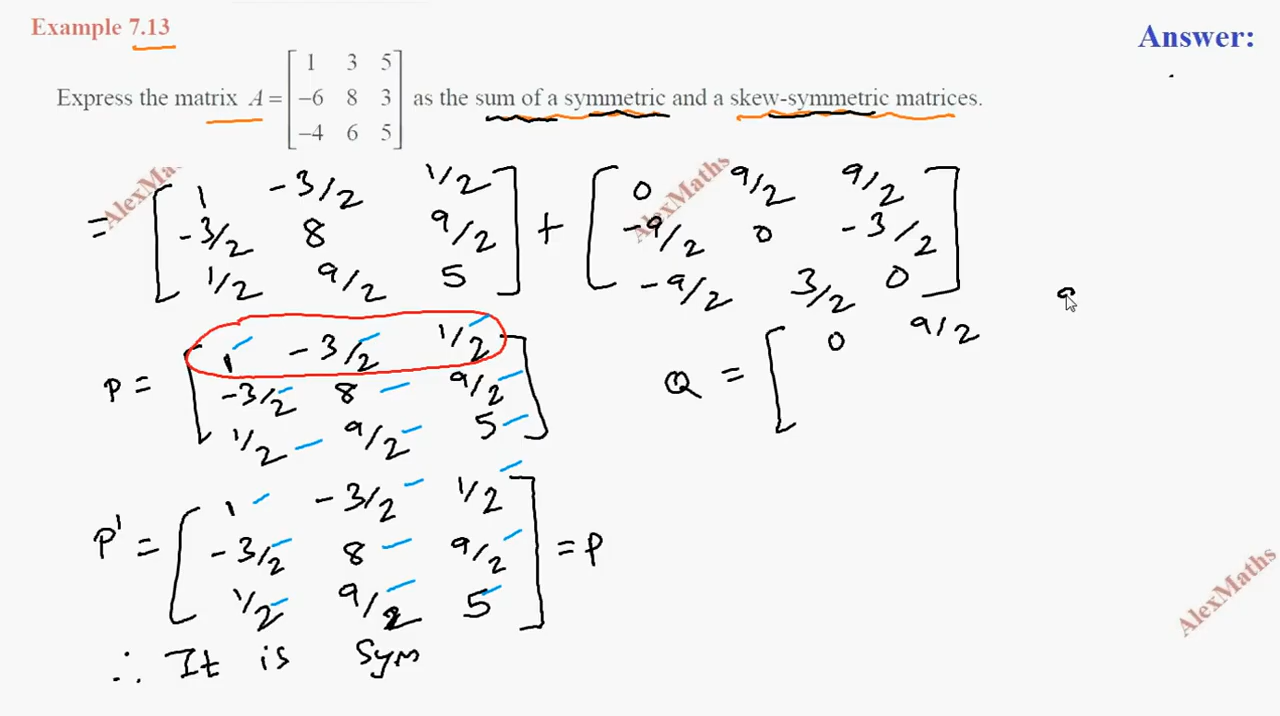 Example 7.13
Answer:
Express the matrix A = [ 1 3 5
-6 8 3
-4 6 5 ] as the sum of a symmetric and a skew-symmetric matrices.
= [ 1 -3/2 1/2
-3/2 8 9/2
1/2 9/2 5 ] + [ 0 9/2 9/2
-9/2 0 -3/2
-9/2 3/2 0 ]
P = [ 1 -3/2 1/2
-3/2 8 9/2
1/2 9/2 5 ]
Q = [ 0 9/2
P' = [ 1 -3/2 1/2
-3/2 8 9/2
1/2 9/2 5 ] = P
∴ It is Sym
AlexMaths
AlexMaths